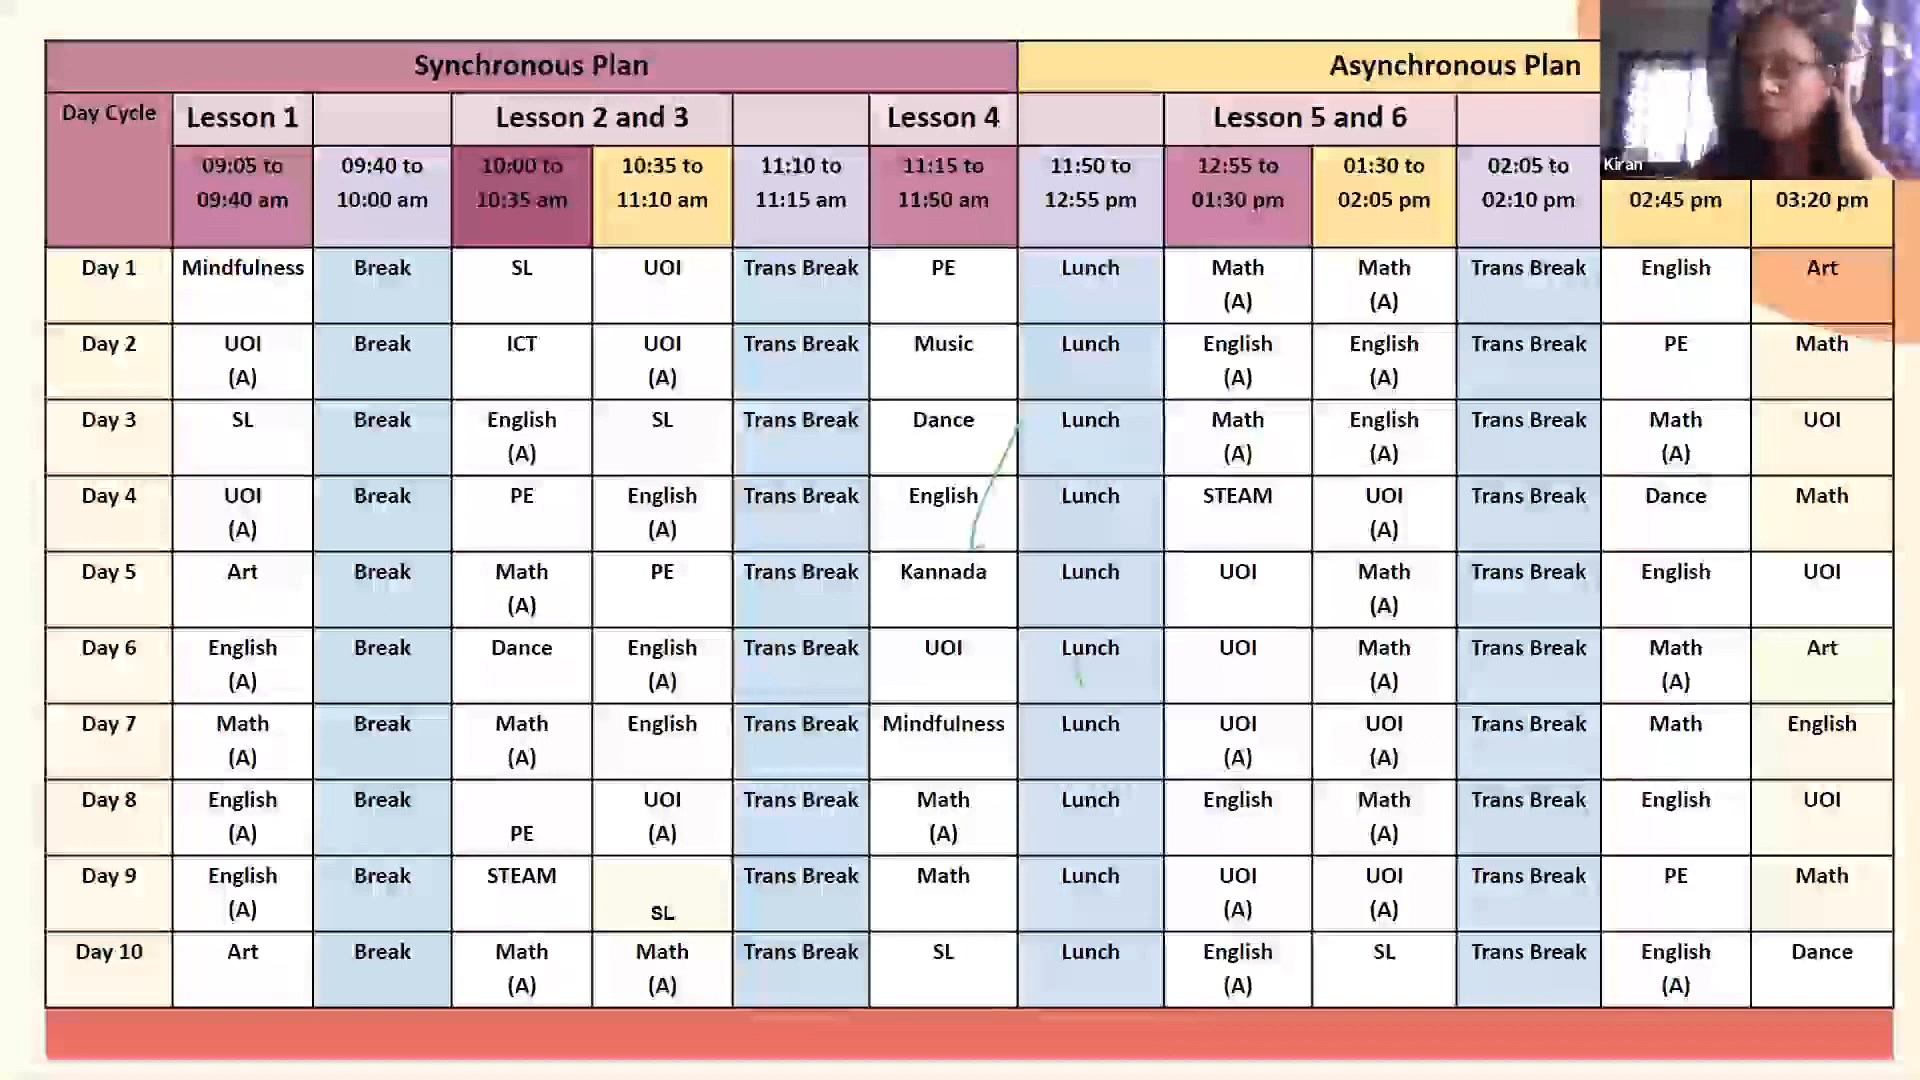 Synchronous Plan Asynchronous Plan
Day Cycle Lesson 1 Lesson 2 and 3 Lesson 4 Lesson 5 and 6
09:05 to 09:40 to 10:00 to 10:35 to 11:10 to 11:15 to 11:50 to 12:55 to 01:30 to 02:05 to Kiran
09:40 am 10:00 am 10:35 am 11:10 am 11:15 am 11:50 am 12:55 pm 01:30 pm 02:05 pm 02:10 pm 02:45 pm 03:20 pm
Day 1 Mindfulness Break SL UOI Trans Break PE Lunch Math Math Trans Break English Art
(A) (A)
Day 2 UOI Break ICT UOI Trans Break Music Lunch English English Trans Break PE Math
(A) (A) (A) (A)
Day 3 SL Break English SL Trans Break Dance Lunch Math English Trans Break Math UOI
(A) (A) (A) (A)
Day 4 UOI Break PE English Trans Break English Lunch STEAM UOI Trans Break Dance Math
(A) (A) (A)
Day 5 Art Break Math PE Trans Break Kannada Lunch UOI Math Trans Break English UOI
(A) (A)
Day 6 English Break Dance English Trans Break UOI Lunch UOI Math Trans Break Math Art
(A) (A) (A) (A)
Day 7 Math Break Math English Trans Break Mindfulness Lunch UOI UOI Trans Break Math English
(A) (A) (A) (A)
Day 8 English Break UOI Trans Break Math Lunch English Math Trans Break English UOI
(A) PE (A) (A) (A)
Day 9 English Break STEAM Trans Break Math Lunch UOI UOI Trans Break PE Math
(A) SL (A) (A)
Day 10 Art Break Math Math Trans Break SL Lunch English SL Trans Break English Dance
(A) (A) (A) (A)